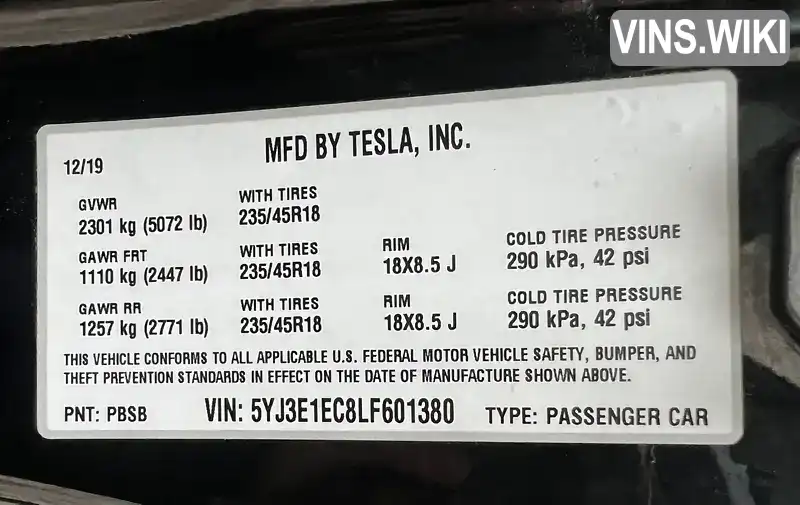 VINS.WIKI
12/19 MFD BY TESLA, INC.
GVWR WITH TIRES
2301 kg (5072 lb) 235/45R18
GAWR FRT WITH TIRES RIM COLD TIRE PRESSURE
1110 kg (2447 lb) 235/45R18 18X8.5 J 290 kPa, 42 psi
GAWR RR WITH TIRES RIM COLD TIRE PRESSURE
1257 kg (2771 lb) 235/45R18 18X8.5 J 290 kPa, 42 psi
THIS VEHICLE CONFORMS TO ALL APPLICABLE U.S. FEDERAL MOTOR VEHICLE SAFETY, BUMPER, AND
THEFT PREVENTION STANDARDS IN EFFECT ON THE DATE OF MANUFACTURE SHOWN ABOVE.
PNT: PBSB VIN: 5YJ3E1EC8LF601380 TYPE: PASSENGER CAR